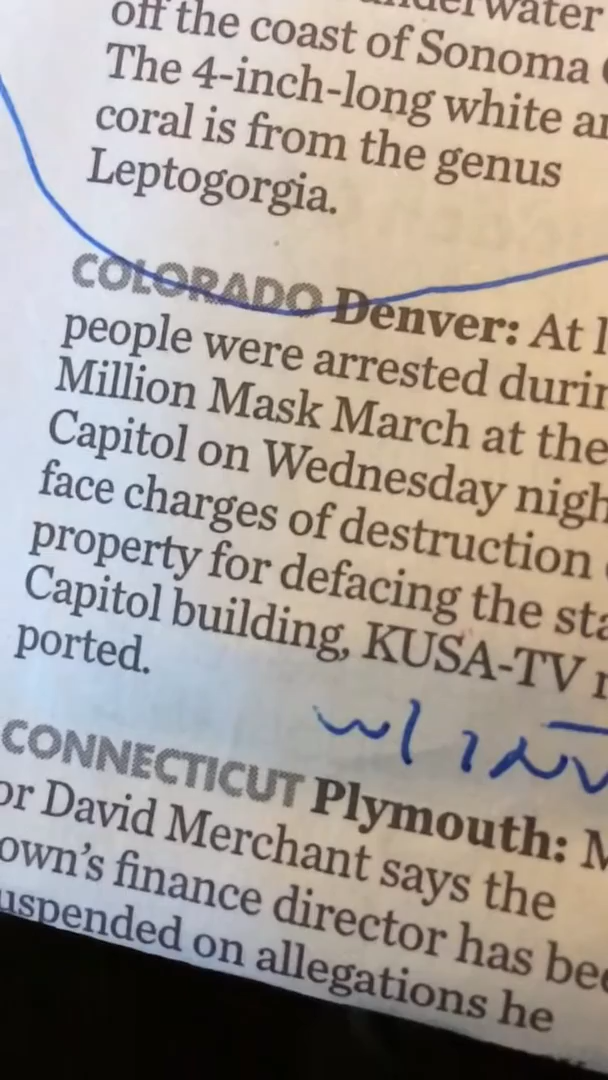 off the coast of Sonoma
The 4-inch-long white
coral is from the genus
Leptogorgia.
COLORADO Denver: At
people were arrested
Million Mask March at the
Capitol on Wednesday
face charges of destruction
property for defacing the
Capitol building, KUSA-TV
ported.
w/
CONNECTICUT Plymouth:
David Merchant says the
finance director has
on allegations he